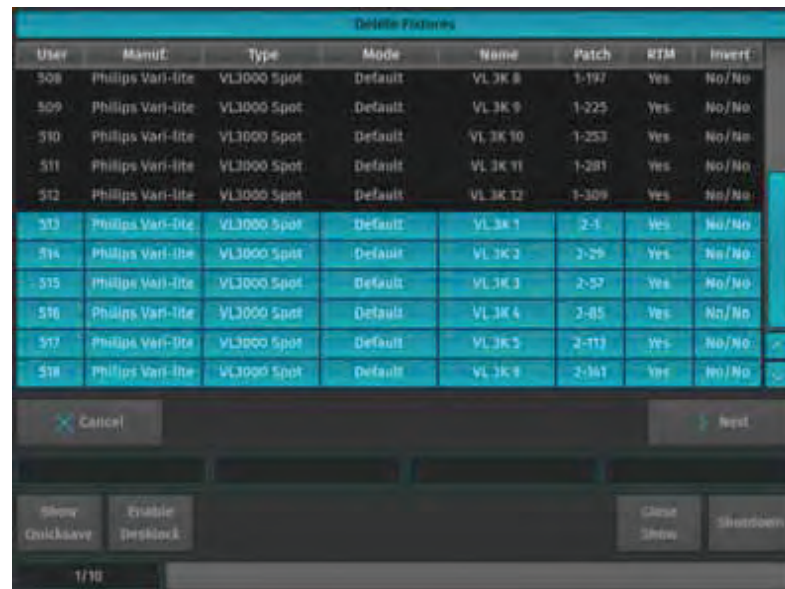 Delete Fixtures
User Manuf. Type Mode Name Patch RTM Invert
508 Philips Vari-lite VL3000 Spot Default VL 3K 8 1-197 Yes No/No
509 Philips Vari-lite VL3000 Spot Default VL 3K 9 1-225 Yes No/No
510 Philips Vari-lite VL3000 Spot Default VL 3K 10 1-253 Yes No/No
511 Philips Vari-lite VL3000 Spot Default VL 3K 11 1-281 Yes No/No
512 Philips Vari-lite VL3000 Spot Default VL 3K 12 1-309 Yes No/No
513 Philips Vari-lite VL3000 Spot Default VL 3K 1 2-1 Yes No/No
514 Philips Vari-lite VL3000 Spot Default VL 3K 2 2-29 Yes No/No
515 Philips Vari-lite VL3000 Spot Default VL 3K 3 2-57 Yes No/No
516 Philips Vari-lite VL3000 Spot Default VL 3K 4 2-85 Yes No/No
517 Philips Vari-lite VL3000 Spot Default VL 3K 5 2-113 Yes No/No
518 Philips Vari-lite VL3000 Spot Default VL 3K 2-141 Yes No/No
Cancel Next
Show Enable Close Shutdown
Quicksave Desklock Show
1/10